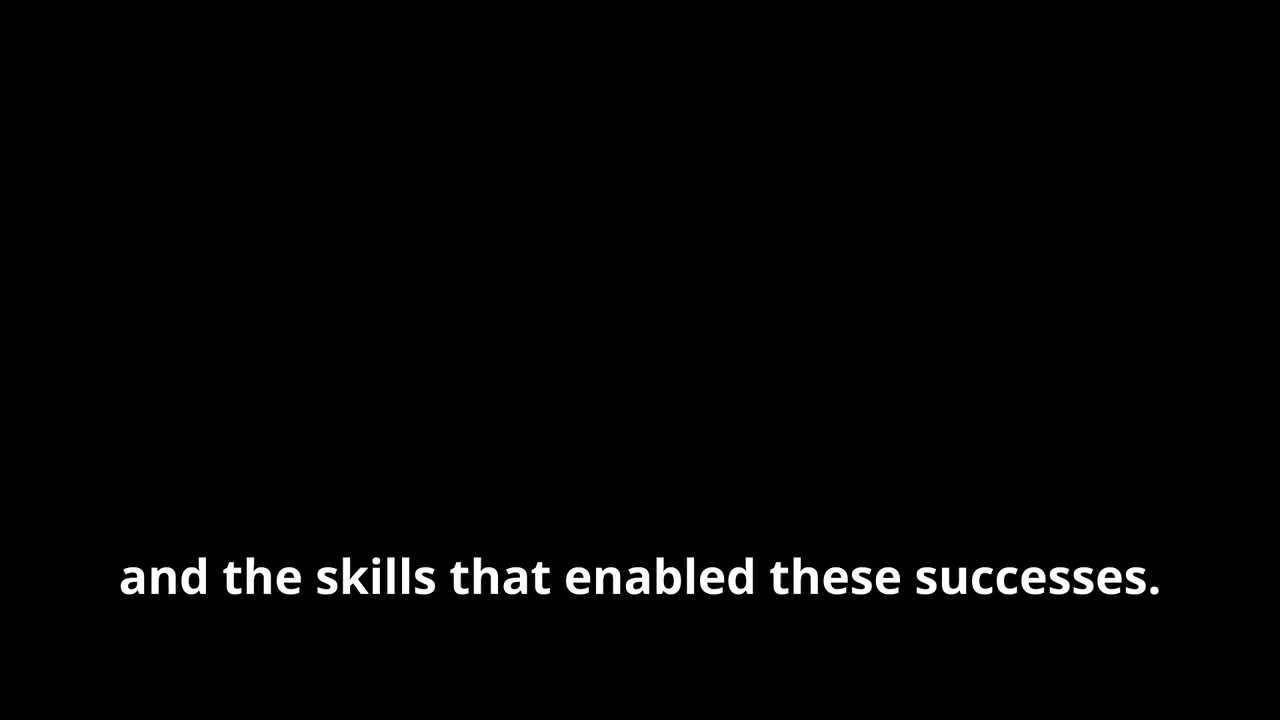 and the skills that enabled these successes.